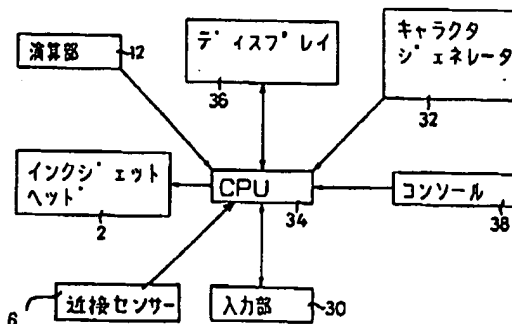 演算部
12
ディスプレイ
36
キャラクタ
ジェネレータ
32
インクジェット
ヘッド
2
CPU
34
コンソール
38
6
近接センサー
入力部
30